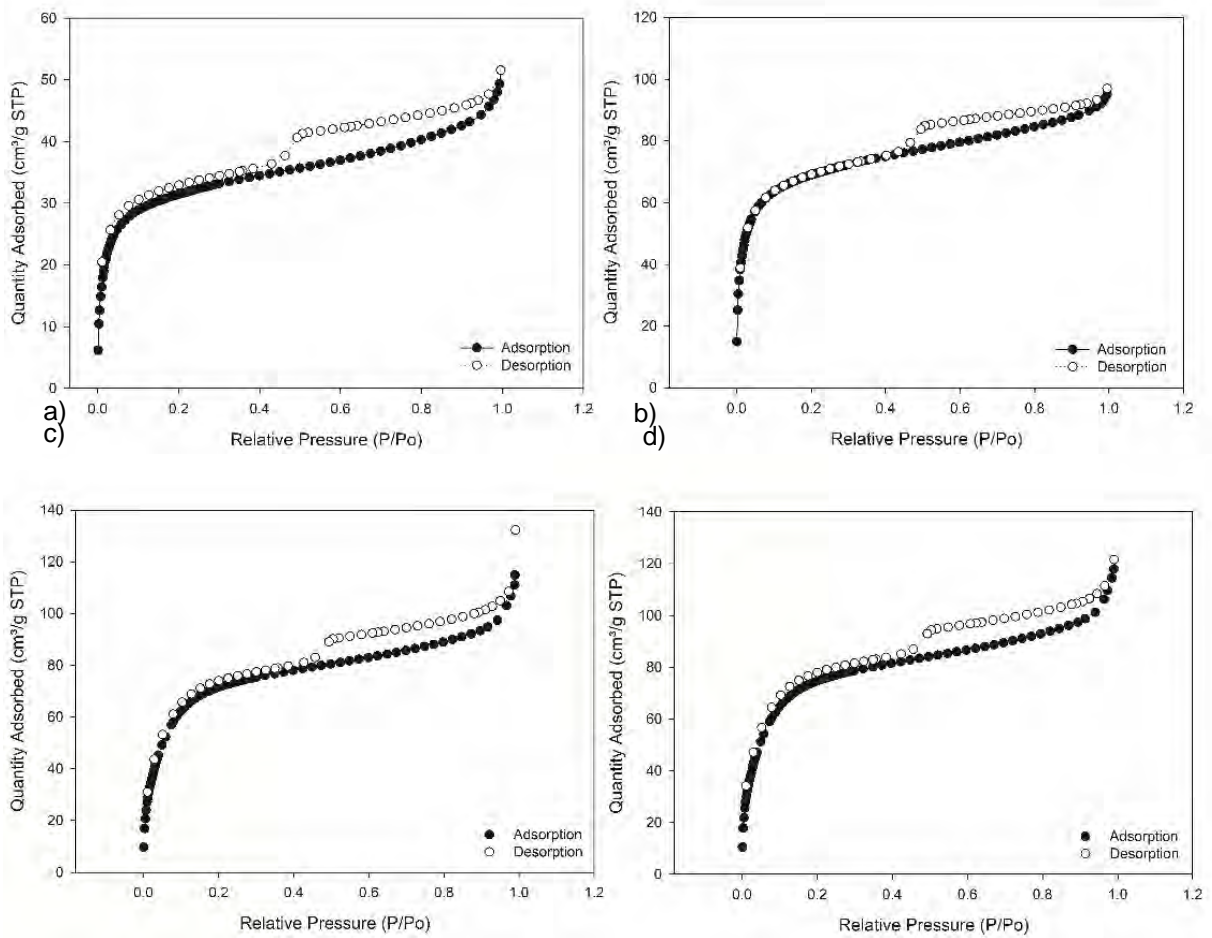 60
50
40
30
20
10
0
Quantity Adsorbed (cm³/g STP)
Adsorption
Desorption
0.0 0.2 0.4 0.6 0.8 1.0 1.2
Relative Pressure (P/Po)
a)
c)
120
100
80
60
40
20
0
Quantity Adsorbed (cm³/g STP)
Adsorption
Desorption
0.0 0.2 0.4 0.6 0.8 1.0 1.2
Relative Pressure (P/Po)
b)
d)
140
120
100
80
60
40
20
0
Quantity Adsorbed (cm³/g STP)
Adsorption
Desorption
0.0 0.2 0.4 0.6 0.8 1.0 1.2
Relative Pressure (P/Po)
140
120
100
80
60
40
20
0
Quantity Adsorbed (cm³/g STP)
Adsorption
Desorption
0.0 0.2 0.4 0.6 0.8 1.0 1.2
Relative Pressure (P/Po)